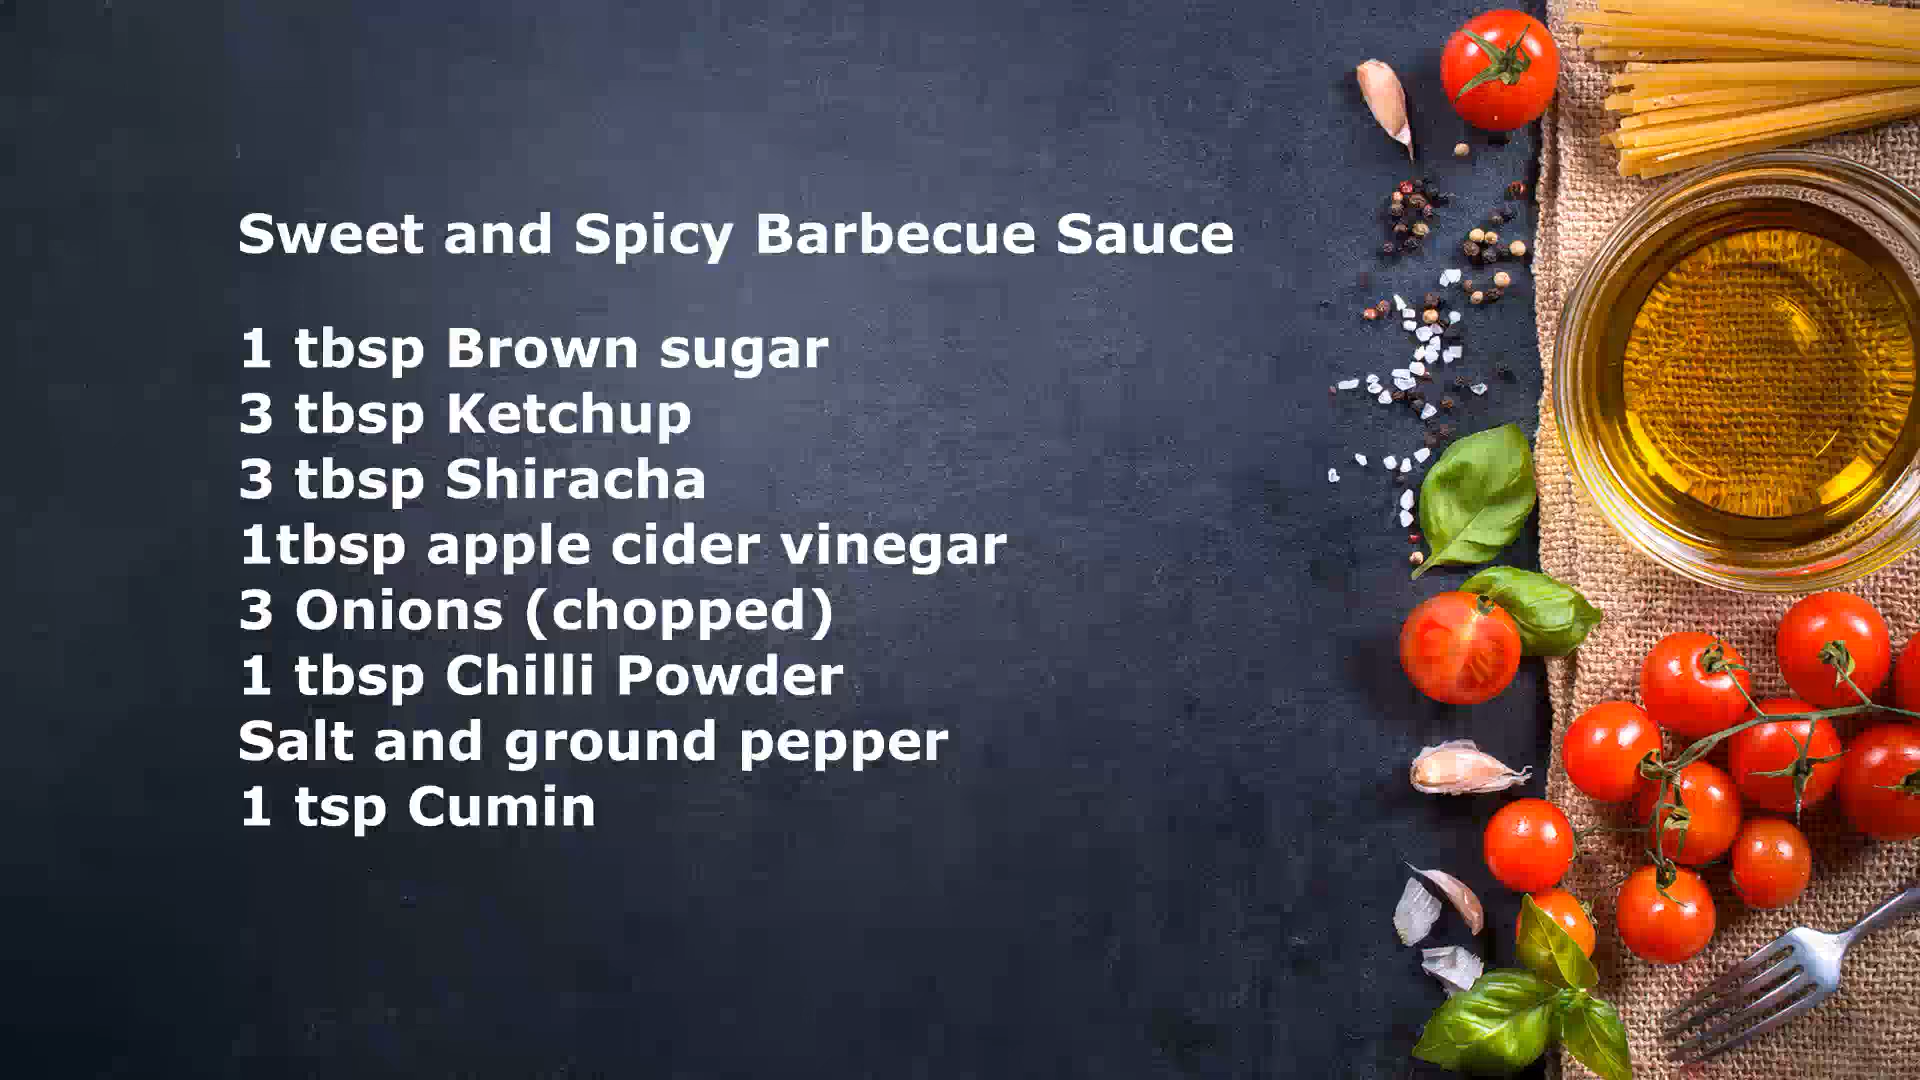 Sweet and Spicy Barbecue Sauce
1 tbsp Brown sugar
3 tbsp Ketchup
3 tbsp Shiracha
1tbsp apple cider vinegar
3 Onions (chopped)
1 tbsp Chilli Powder
Salt and ground pepper
1 tsp Cumin